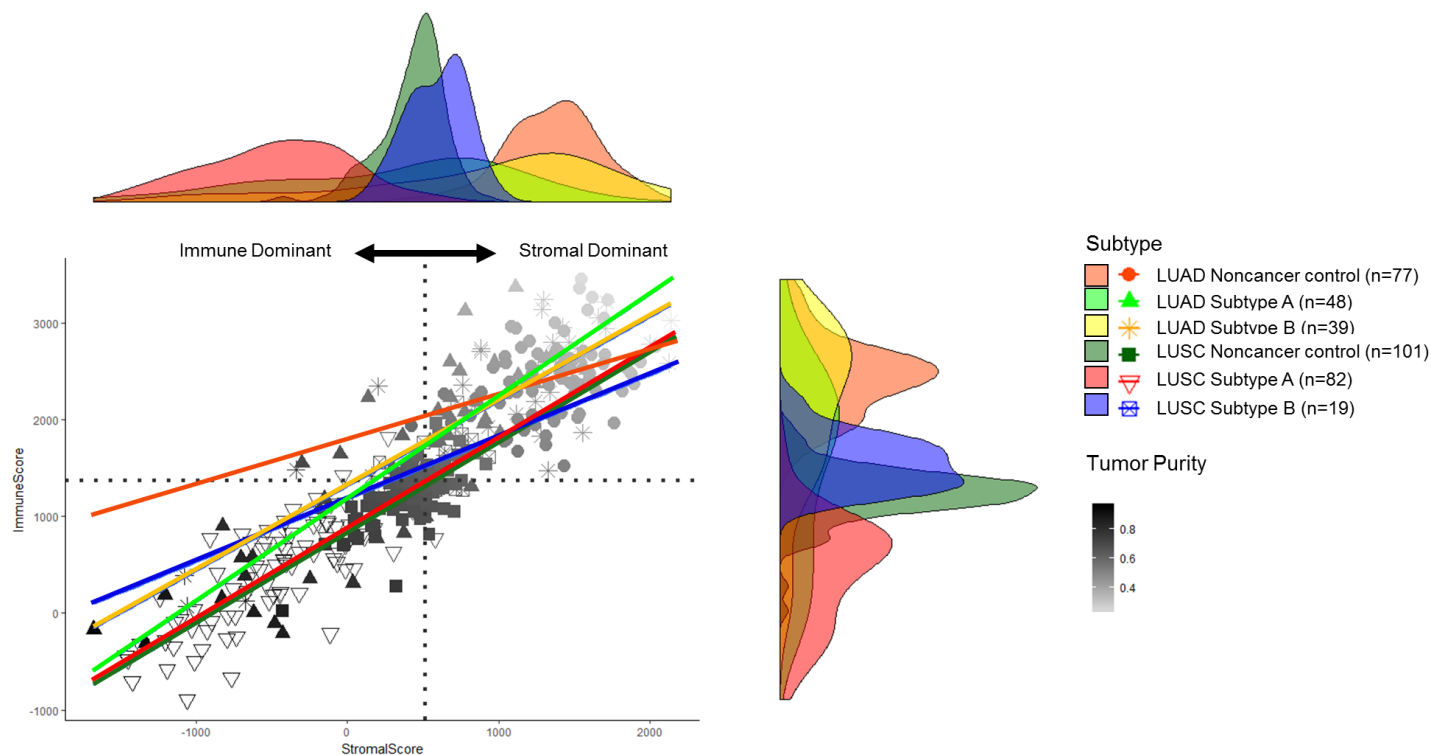 Immune Dominant
Stromal Dominant
3000
2000
1000
0
-1000
ImmuneScore
-1000
0
1000
2000
StromalScore
Subtype
LUAD Noncancer control (n=77)
LUAD Subtype A (n=48)
LUAD Subtype B (n=39)
LUSC Noncancer control (n=101)
LUSC Subtype A (n=82)
LUSC Subtype B (n=19)
Tumor Purity
0.8
0.6
0.4